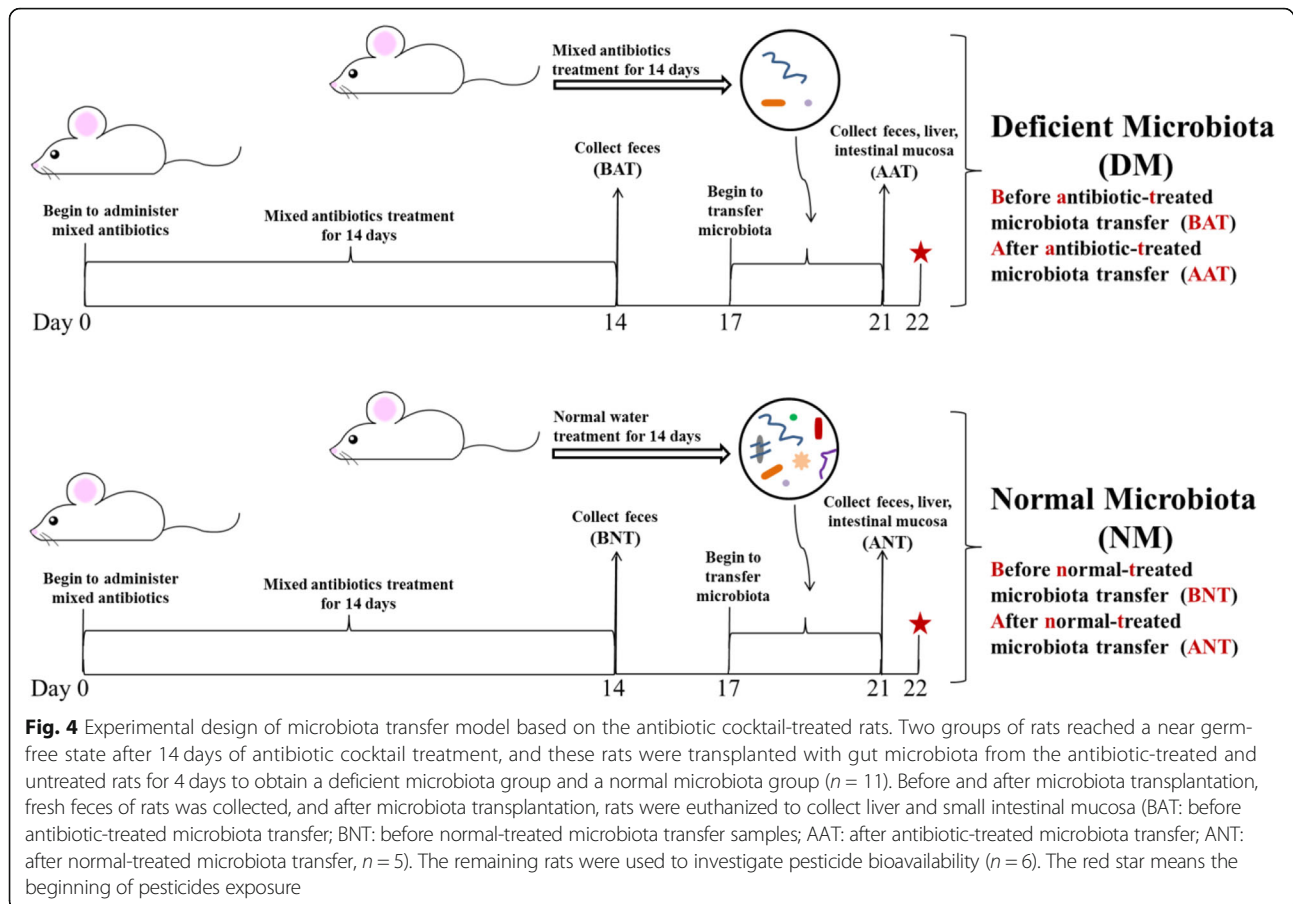 Mixed antibiotics
treatment for 14 days
Collect feces, liver,
intestinal mucosa
(AAT)
Collect feces
(BAT)
Begin to administer
mixed antibiotics
Mixed antibiotics treatment
for 14 days
Begin to
transfer
microbiota
Day 0
14
17
21
22
Deficient Microbiota
(DM)
Before antibiotic-treated
microbiota transfer (BAT)
After antibiotic-treated
microbiota transfer (AAT)
Normal water
treatment for 14 days
Collect feces, liver,
intestinal mucosa
(ANT)
Collect feces
(BNT)
Begin to administer
mixed antibiotics
Mixed antibiotics treatment
for 14 days
Begin to
transfer
microbiota
Day 0
14
17
21
22
Normal Microbiota
(NM)
Before normal-treated
microbiota transfer (BNT)
After normal-treated
microbiota transfer (ANT)
Fig. 4 Experimental design of microbiota transfer model based on the antibiotic cocktail-treated rats. Two groups of rats reached a near germ-
free state after 14 days of antibiotic cocktail treatment, and these rats were transplanted with gut microbiota from the antibiotic-treated and
untreated rats for 4 days to obtain a deficient microbiota group and a normal microbiota group (n = 11). Before and after microbiota transplantation,
fresh feces of rats was collected, and after microbiota transplantation, rats were euthanized to collect liver and small intestinal mucosa (BAT: before
antibiotic-treated microbiota transfer; BNT: before normal-treated microbiota transfer samples; AAT: after antibiotic-treated microbiota transfer; ANT:
after normal-treated microbiota transfer, n = 5). The remaining rats were used to investigate pesticide bioavailability (n = 6). The red star means the
beginning of pesticides exposure